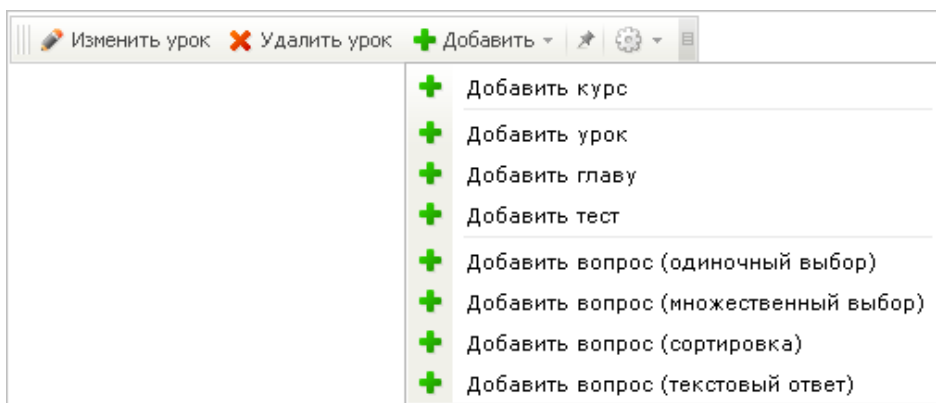 Изменить урок Удалить урок Добавить
Добавить курс
Добавить урок
Добавить главу
Добавить тест
Добавить вопрос (одиночный выбор)
Добавить вопрос (множественный выбор)
Добавить вопрос (сортировка)
Добавить вопрос (текстовый ответ)